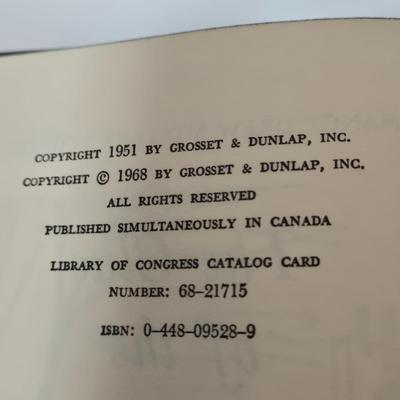 COPYRIGHT 1951 BY GROSSET & DUNLAP, INC.
COPYRIGHT © 1968 BY GROSSET & DUNLAP, INC.
ALL RIGHTS RESERVED
PUBLISHED SIMULTANEOUSLY IN CANADA
LIBRARY OF CONGRESS CATALOG CARD
NUMBER: 68-21715
ISBN: 0-448-09528-9